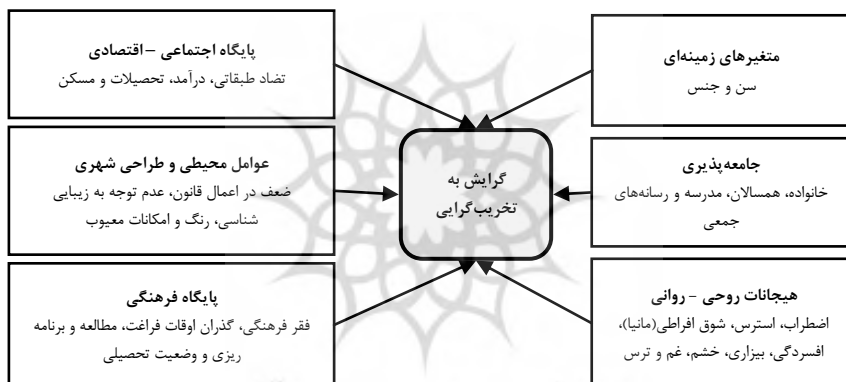 متغیرهای زمینه‌ای
سن و جنس
پایگاه اجتماعی – اقتصادی
تضاد طبقاتی، درآمد، تحصیلات و مسکن
جامعه‌پذیری
خانواده، همسالان، مدرسه و رسانه‌های
جمعی
گرایش به
تخریب‌گرایی
عوامل محیطی و طراحی شهری
ضعف در اعمال قانون، عدم توجه به زیبایی
شناسی، رنگ و امکانات معیوب
هیجانات روحی - روانی
اضطراب، استرس، شوق افراطی(مانیا)،
افسردگی، بیزاری، خشم، غم و ترس
پایگاه فرهنگی
فقر فرهنگی، گذران اوقات فراغت، مطالعه و برنامه
ریزی و وضعیت تحصیلی